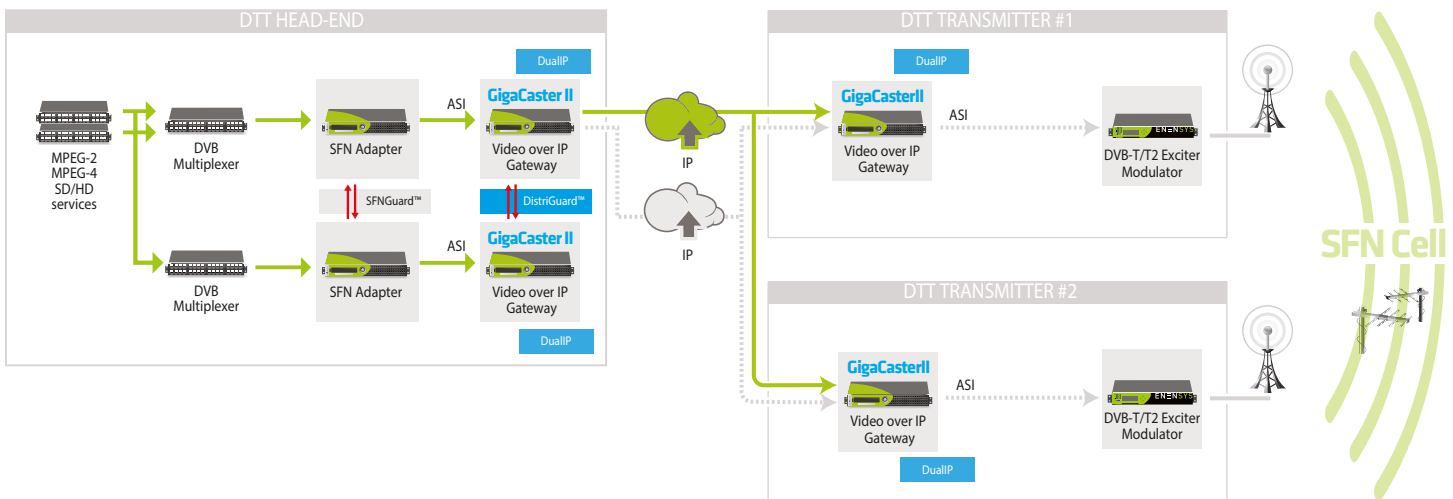 DTT HEAD-END
DualIP
MPEG-2
MPEG-4
SD/HD
services
DVB
Multiplexer
SFN Adapter
ASI
GigaCaster II
Video over IP
Gateway
SFNGuard™
DistriGuard™
DVB
Multiplexer
SFN Adapter
ASI
GigaCaster II
Video over IP
Gateway
DualIP
IP
IP
DTT TRANSMITTER #1
DualIP
GigaCasterII
Video over IP
Gateway
ASI
ENENSYS
DVB-T/T2 Exciter
Modulator
DTT TRANSMITTER #2
GigaCasterII
Video over IP
Gateway
DualIP
ASI
ENENSYS
DVB-T/T2 Exciter
Modulator
SFN Cell